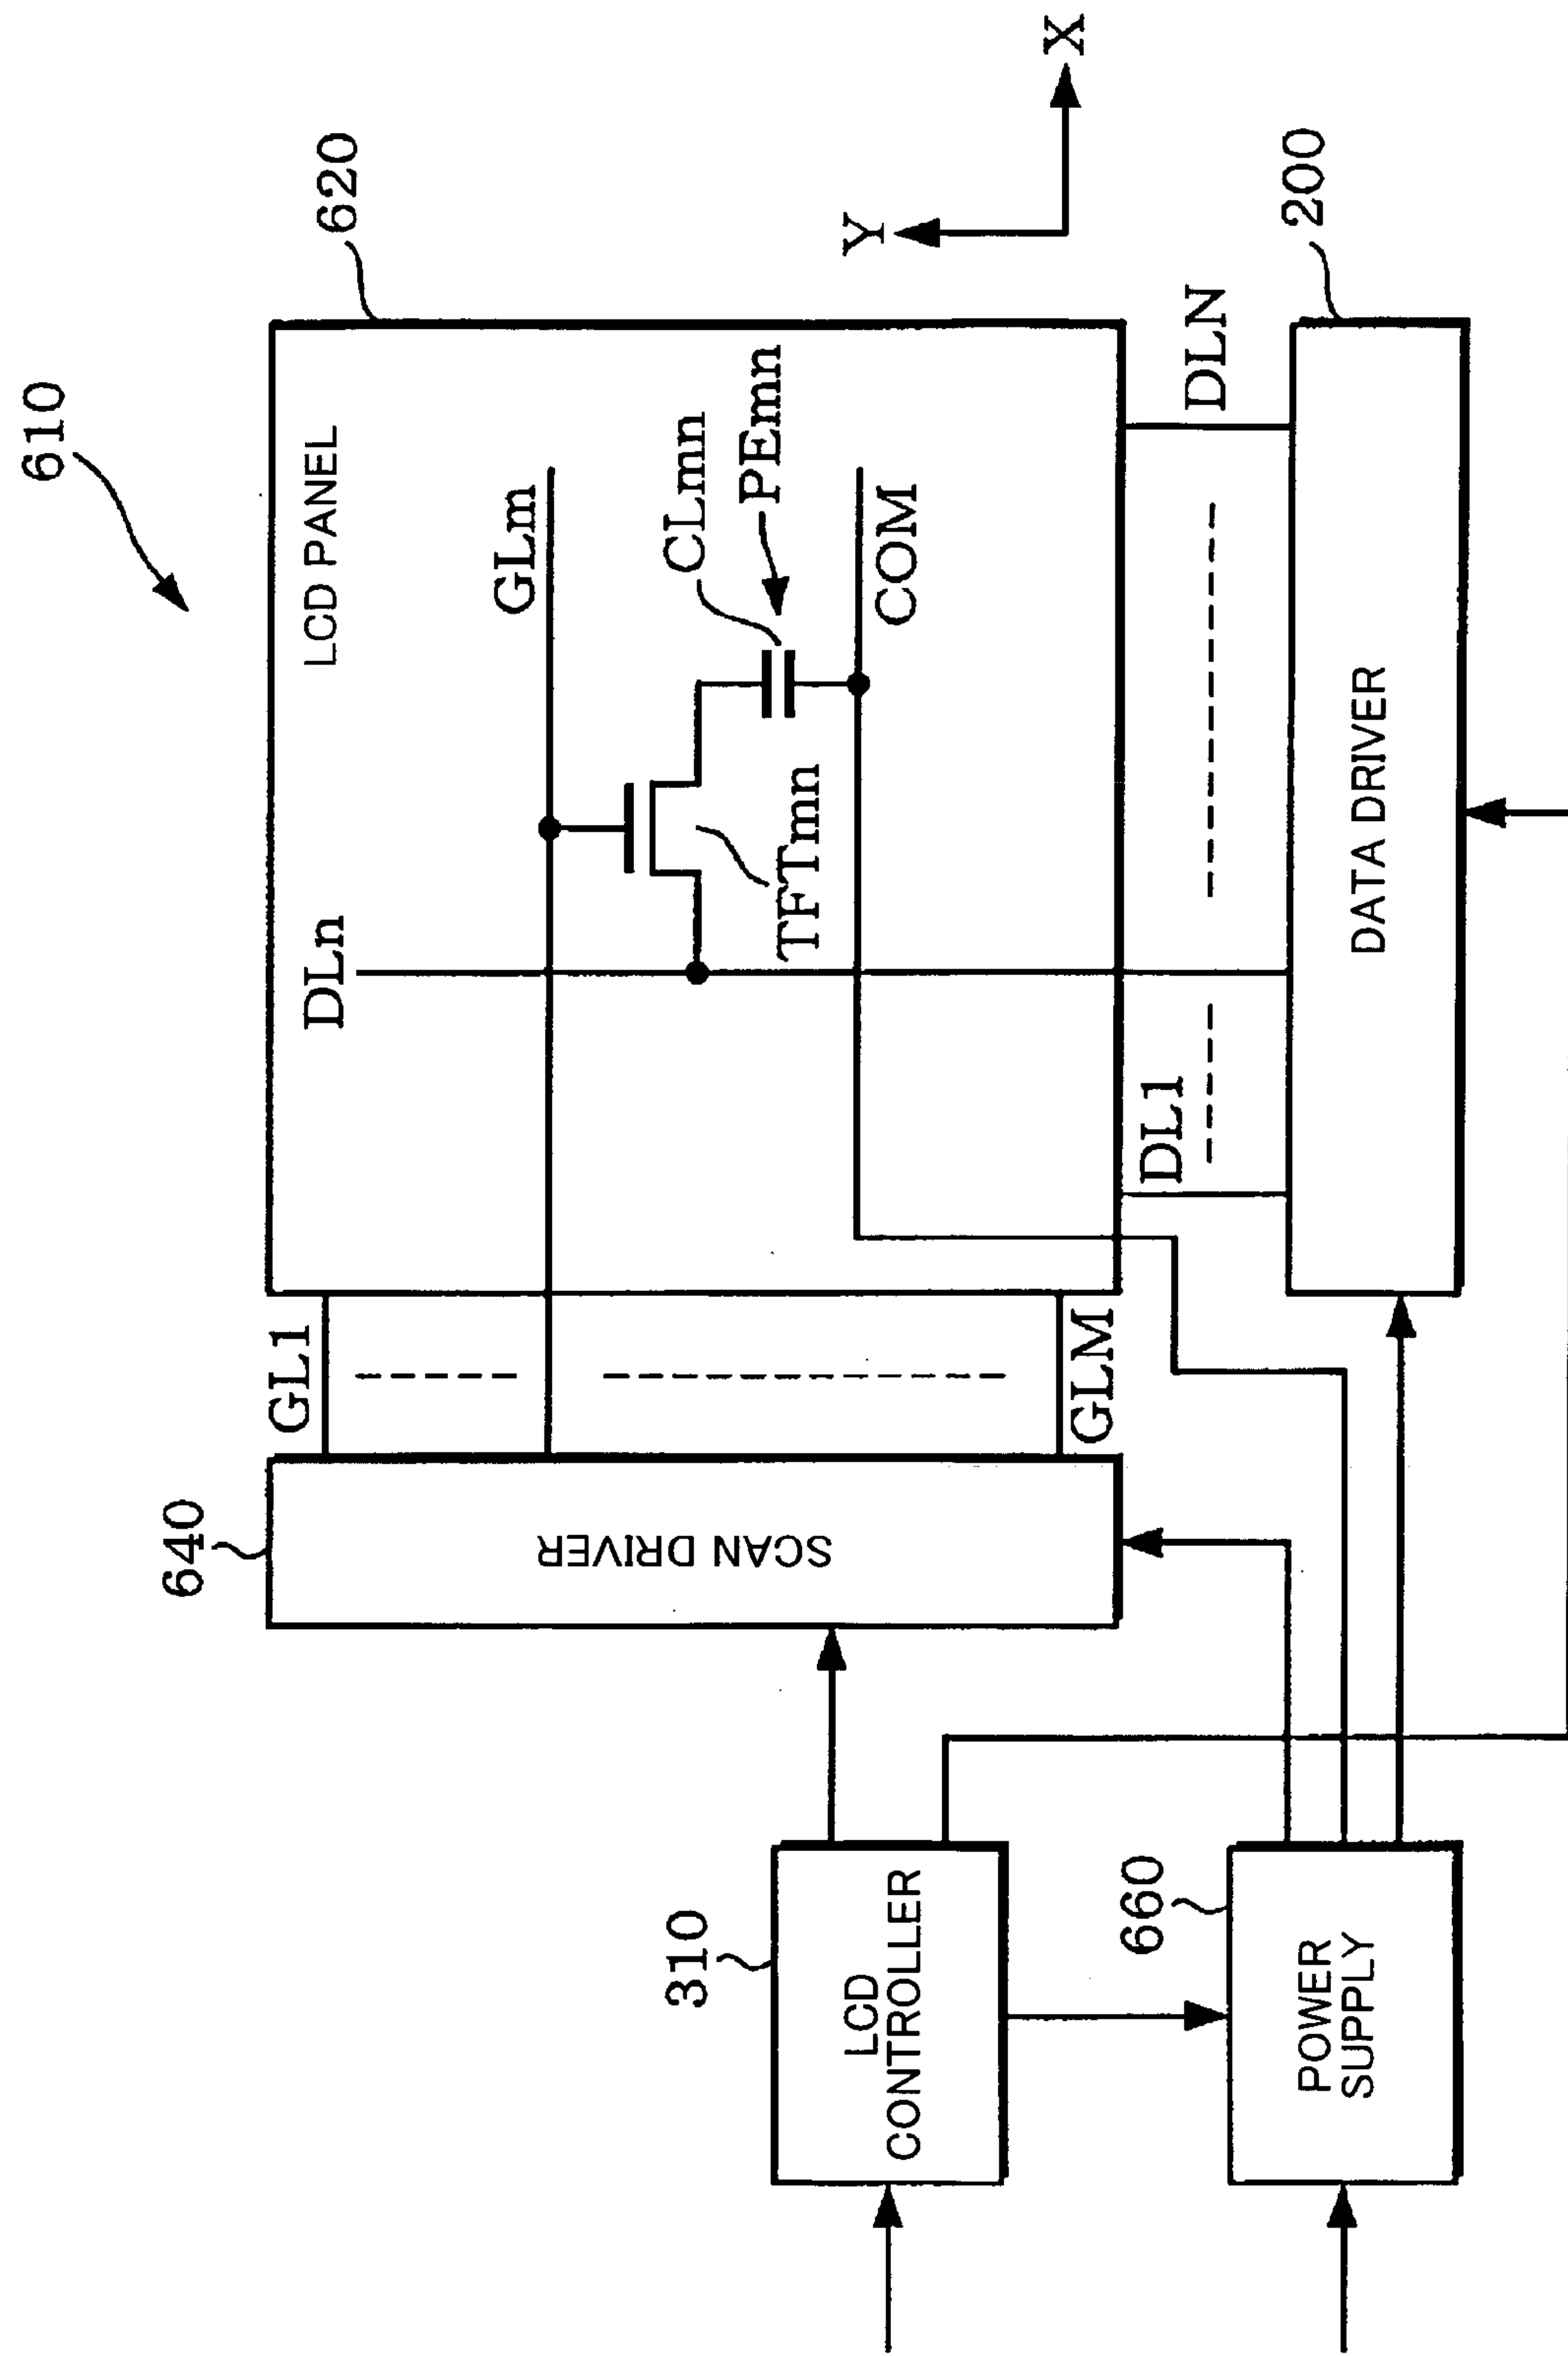 610
620
LCD PANEL
DLn
GLm
CLmn
PEmn
TFTmn
COM
Y
X
640
SCAN DRIVER
GL1
GLM
DL1
DLN
200
DATA DRIVER
310
LCD
CONTROLLER
660
POWER
SUPPLY